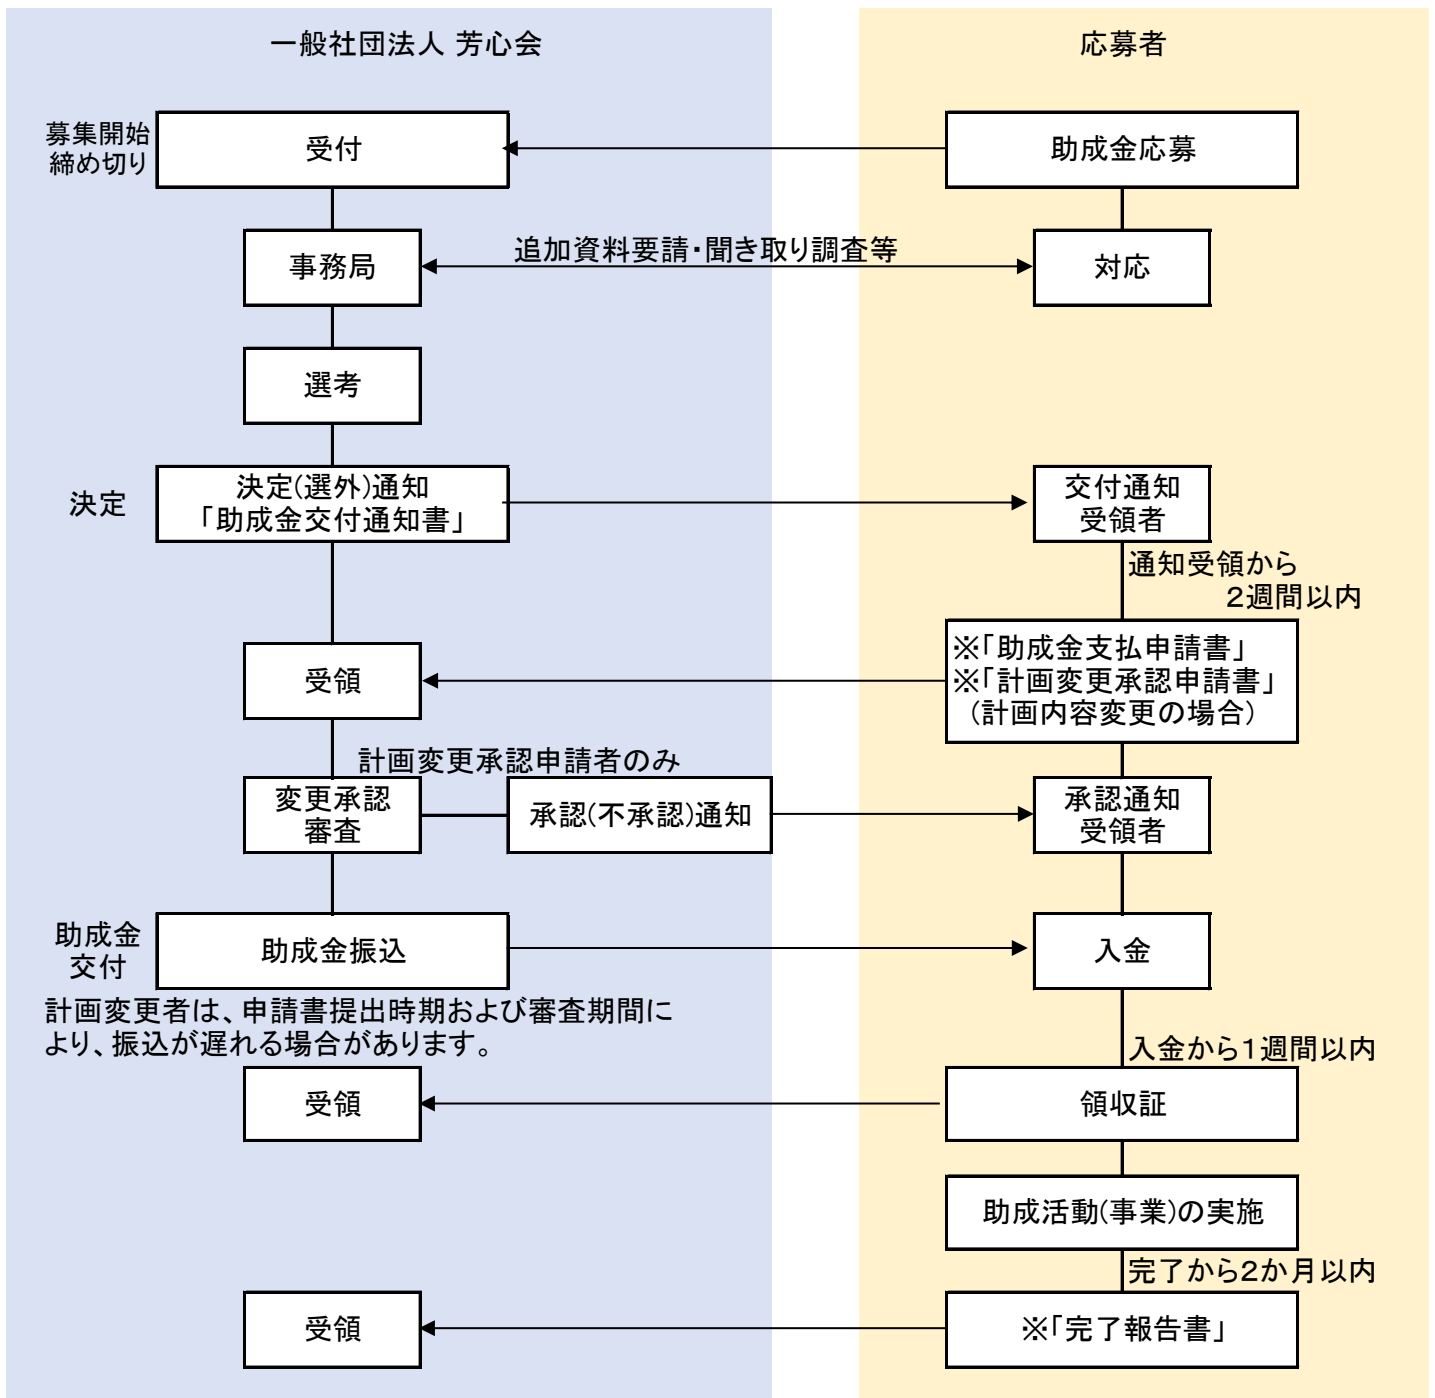 一般社団法人 芳心会
応募者
募集開始
締め切り
受付
助成金応募
事務局
追加資料要請・聞き取り調査等
対応
選考
決定
決定(選外)通知
「助成金交付通知書」
交付通知
受領者
通知受領から
２週間以内
受領
※「助成金支払申請書」
※「計画変更承認申請書」
（計画内容変更の場合）
計画変更承認申請者のみ
変更承認
審査
承認(不承認)通知
承認通知
受領者
助成金
交付
助成金振込
入金
計画変更者は、申請書提出時期および審査期間に
より、振込が遅れる場合があります。
入金から１週間以内
受領
領収証
助成活動(事業)の実施
完了から２か月以内
受領
※「完了報告書」